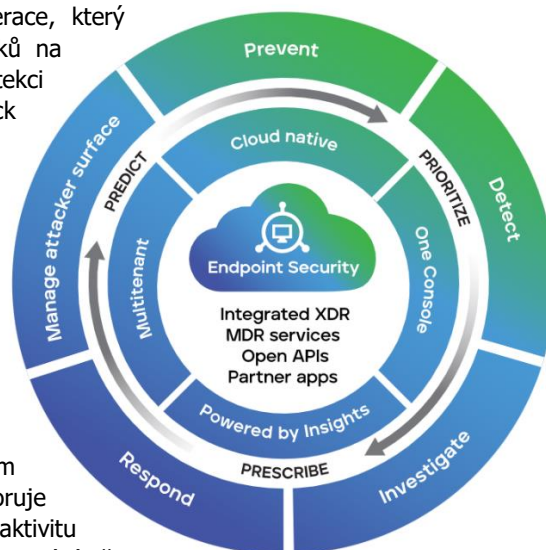 erace, který
ků na
tekci
ck
Prevent
Detect
Investigate
Respond
Manage attacker surface
PREDICT
PRIORITIZE
PRESCRIBE
Cloud native
One Console
Powered by Insights
Multitenant
Endpoint Security
Integrated XDR
MDR services
Open APIs
Partner apps
m
oruje
aktivitu